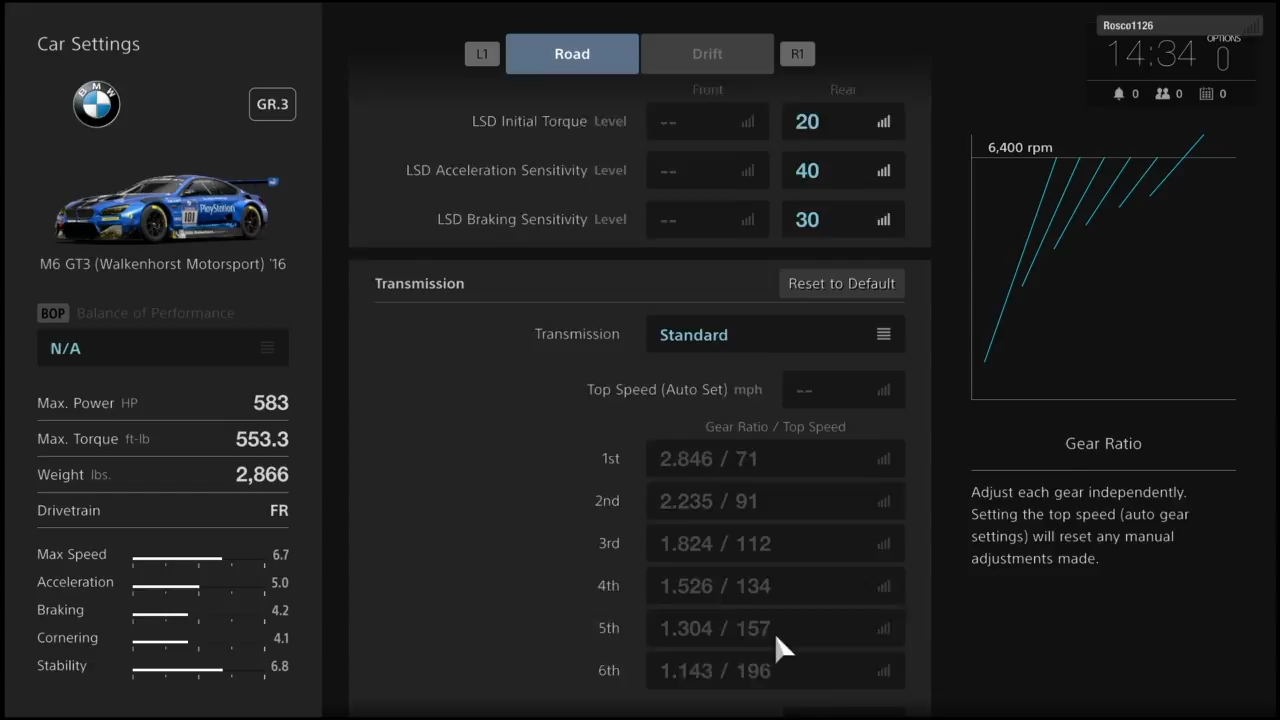 Car Settings
BMW
GR.3
101 PlayStation
M6 GT3 (Walkenhorst Motorsport) '16
BOP Balance of Performance
N/A
Max. Power HP 583
Max. Torque ft-lb 553.3
Weight lbs. 2,866
Drivetrain FR
Max Speed 6.7
Acceleration 5.0
Braking 4.2
Cornering 4.1
Stability 6.8
L1 Road Drift R1
Front Rear
LSD Initial Torque Level -- 20
LSD Acceleration Sensitivity Level -- 40
LSD Braking Sensitivity Level -- 30
Transmission Reset to Default
Transmission Standard
Top Speed (Auto Set) mph --
Gear Ratio / Top Speed
1st 2.846 / 71
2nd 2.235 / 91
3rd 1.824 / 112
4th 1.526 / 134
5th 1.304 / 157
6th 1.143 / 196
Rosco1126
14:34 OPTIONS
0 0 0
6,400 rpm
Gear Ratio
Adjust each gear independently.
Setting the top speed (auto gear
settings) will reset any manual
adjustments made.